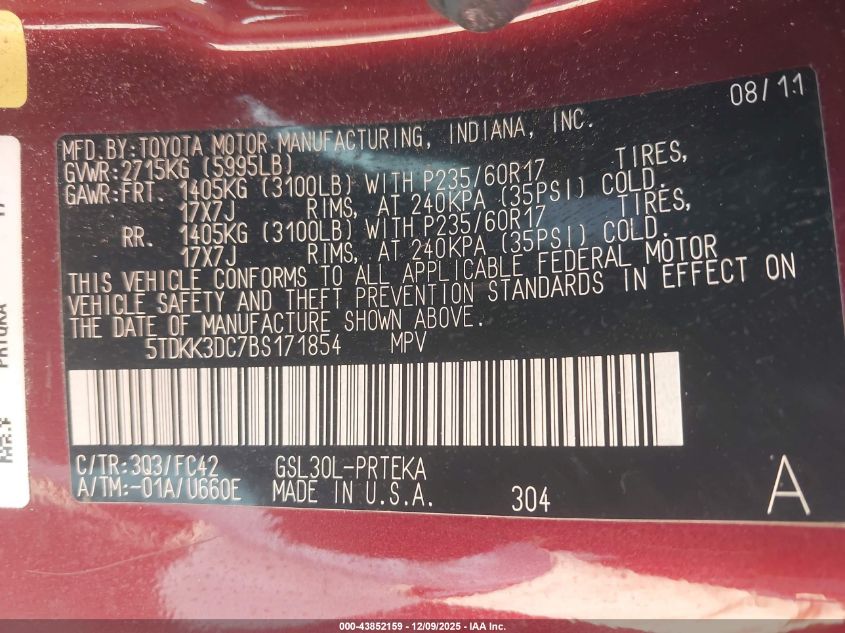 08/11
MFD.BY:TOYOTA MOTOR MANUFACTURING, INDIANA, INC.
GVWR:2715KG (5995LB)
GAWR:FRT. 1405KG (3100LB) WITH P235/60R17 TIRES,
17X7J RIMS, AT 240KPA (35PSI) COLD.
RR. 1405KG (3100LB) WITH P235/60R17 TIRES,
17X7J RIMS, AT 240KPA (35PSI) COLD.
THIS VEHICLE CONFORMS TO ALL APPLICABLE FEDERAL MOTOR
VEHICLE SAFETY AND THEFT PREVENTION STANDARDS IN EFFECT ON
THE DATE OF MANUFACTURE SHOWN ABOVE.
5TDKK3DC7BS171854 MPV
C/TR:3Q3/FC42 GSL30L-PRTEKA
A/TM:-01A/U660E MADE IN U.S.A. 304 A
000-43852159 - 12/09/2025 - IAA Inc.